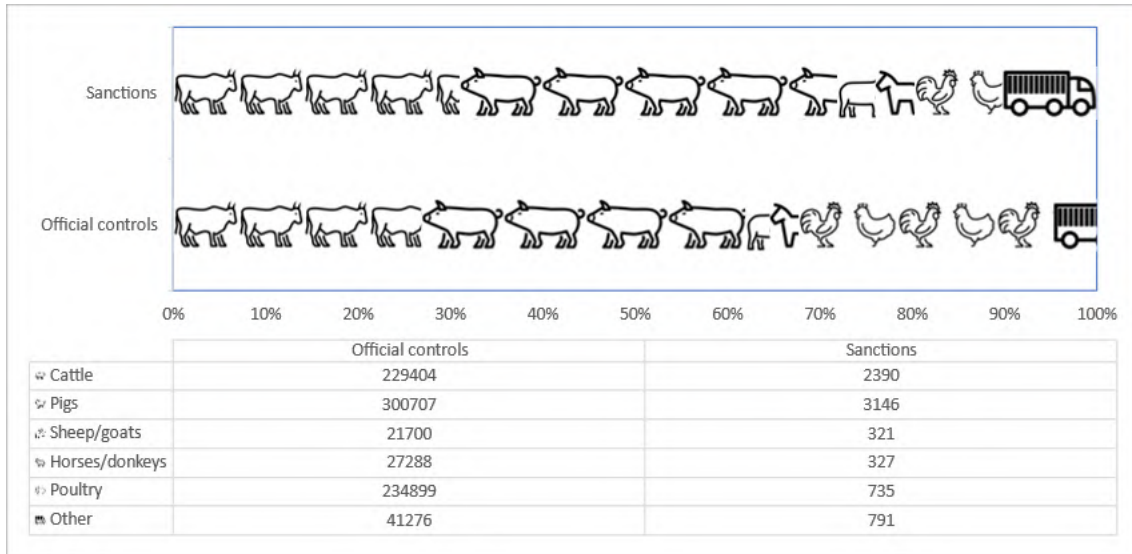 Sanctions
Official controls
0% 10% 20% 30% 40% 50% 60% 70% 80% 90% 100%
Official controls Sanctions
Cattle 229404 2390
Pigs 300707 3146
Sheep/goats 21700 321
Horses/donkeys 27288 327
Poultry 234899 735
Other 41276 791